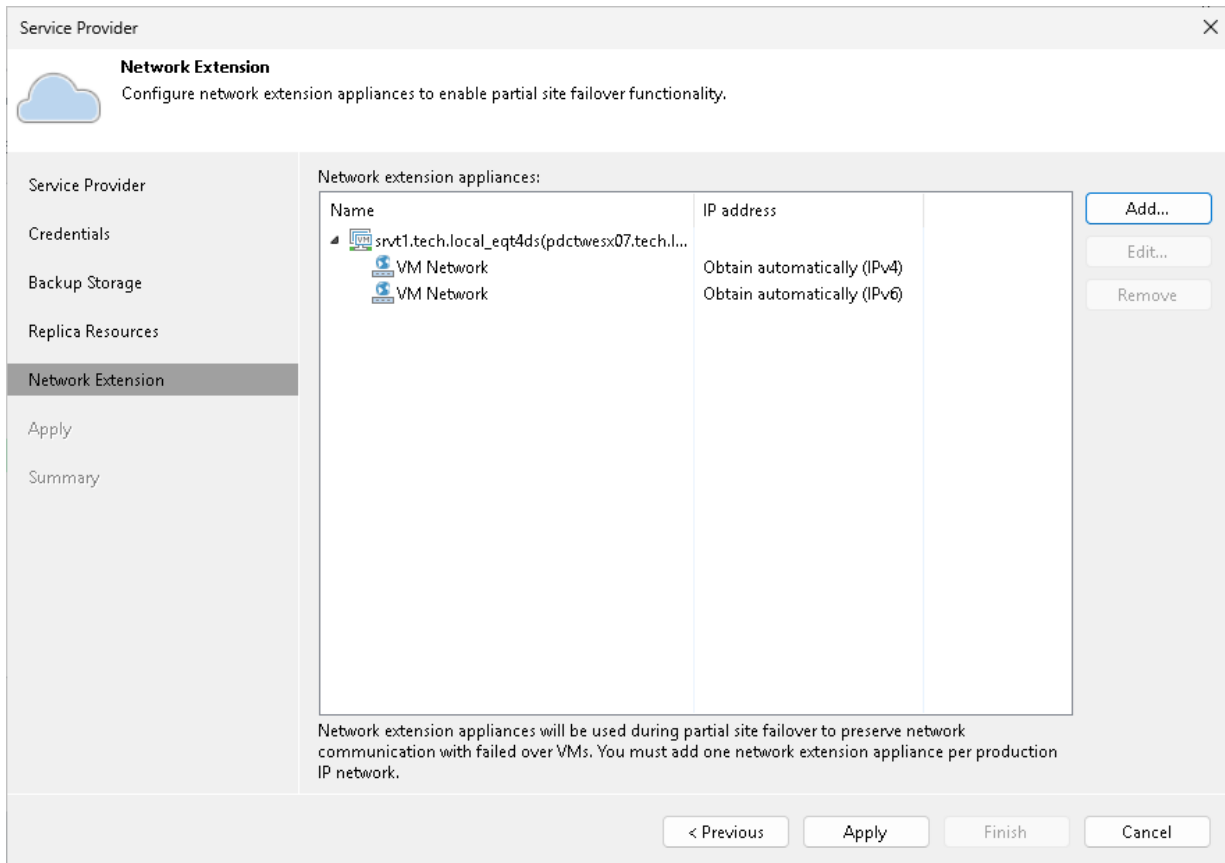 Service Provider
Network Extension
Configure network extension appliances to enable partial site failover functionality.
Service Provider
Credentials
Backup Storage
Replica Resources
Network Extension
Apply
Summary
Network extension appliances:
Name IP address
srvt1.tech.local_eqt4ds(pdctwesx07.tech.l...
VM Network Obtain automatically (IPv4)
VM Network Obtain automatically (IPv6)
Add...
Edit...
Remove
Network extension appliances will be used during partial site failover to preserve network
communication with failed over VMs. You must add one network extension appliance per production
IP network.
< Previous Apply Finish Cancel